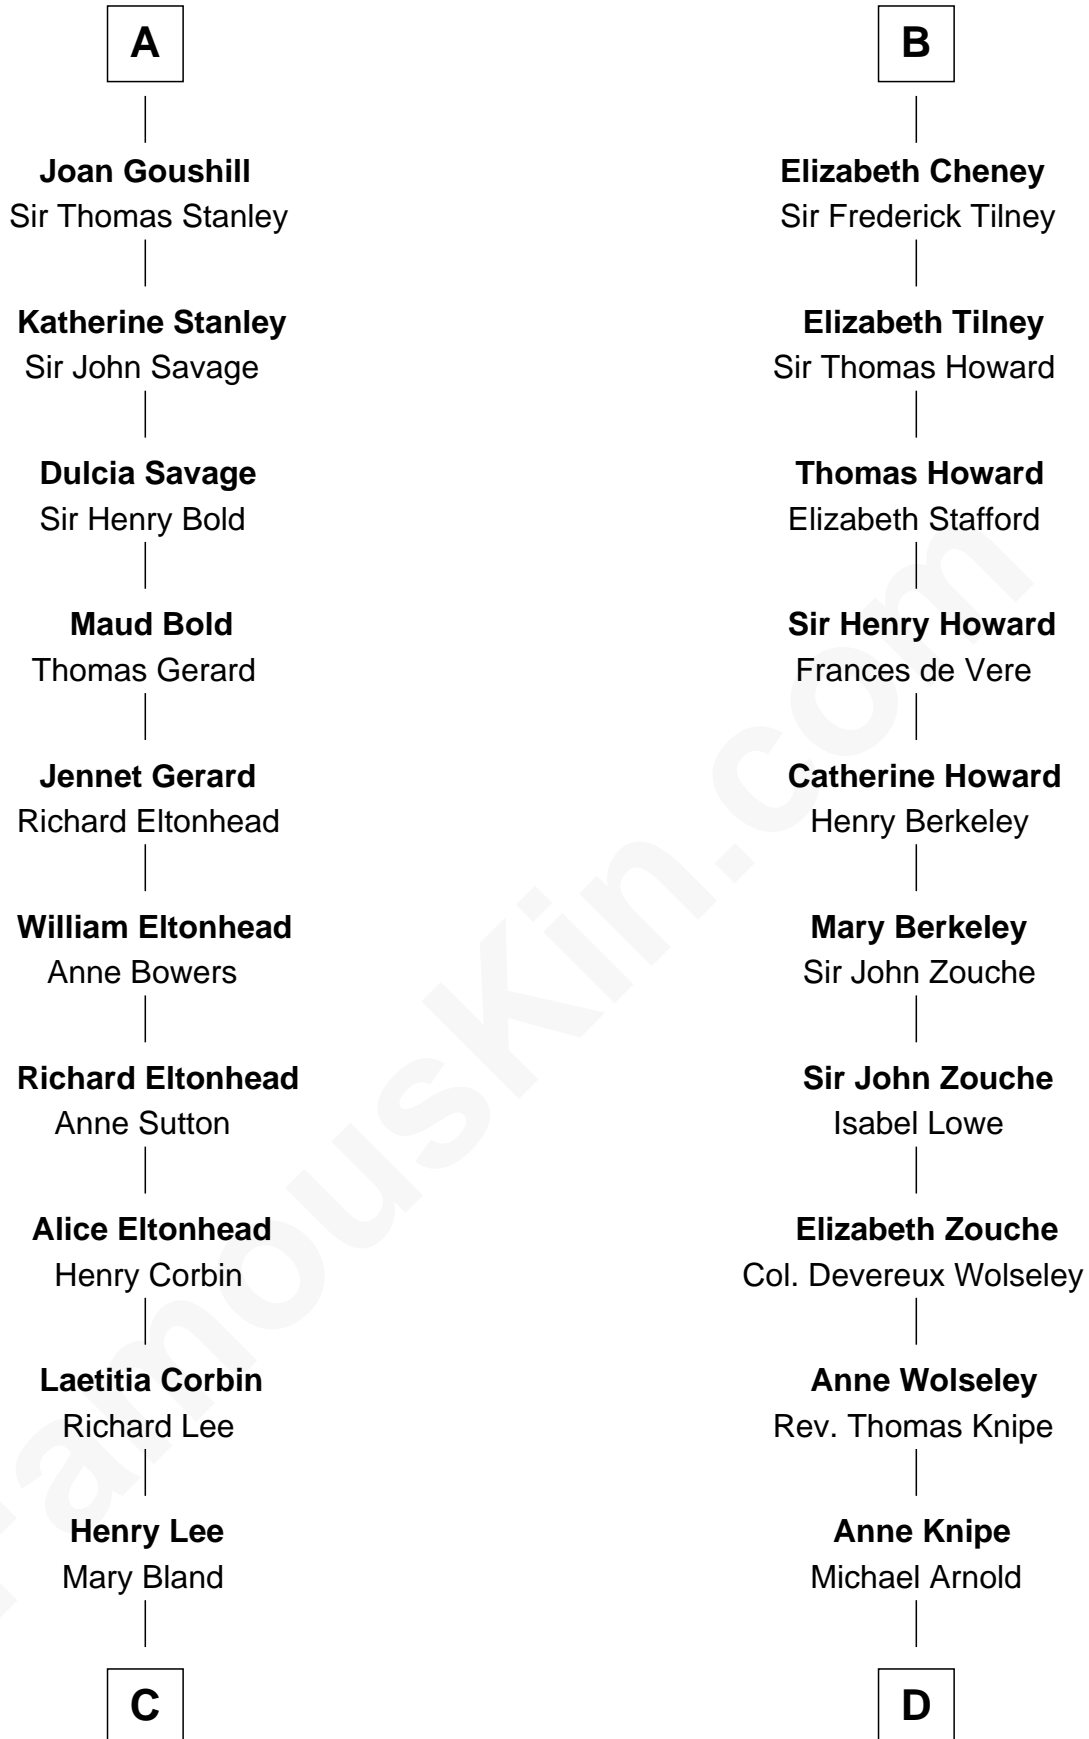 A
Joan Goushill
Sir Thomas Stanley
Katherine Stanley
Sir John Savage
Dulcia Savage
Sir Henry Bold
Maud Bold
Thomas Gerard
Jennet Gerard
Richard Eltonhead
William Eltonhead
Anne Bowers
Richard Eltonhead
Anne Sutton
Alice Eltonhead
Henry Corbin
Laetitia Corbin
Richard Lee
Henry Lee
Mary Bland
C
B
Elizabeth Cheney
Sir Frederick Tilney
Elizabeth Tilney
Sir Thomas Howard
Thomas Howard
Elizabeth Stafford
Sir Henry Howard
Frances de Vere
Catherine Howard
Henry Berkeley
Mary Berkeley
Sir John Zouche
Sir John Zouche
Isabel Lowe
Elizabeth Zouche
Col. Devereux Wolseley
Anne Wolseley
Rev. Thomas Knipe
Anne Knipe
Michael Arnold
D
FamousKin.com